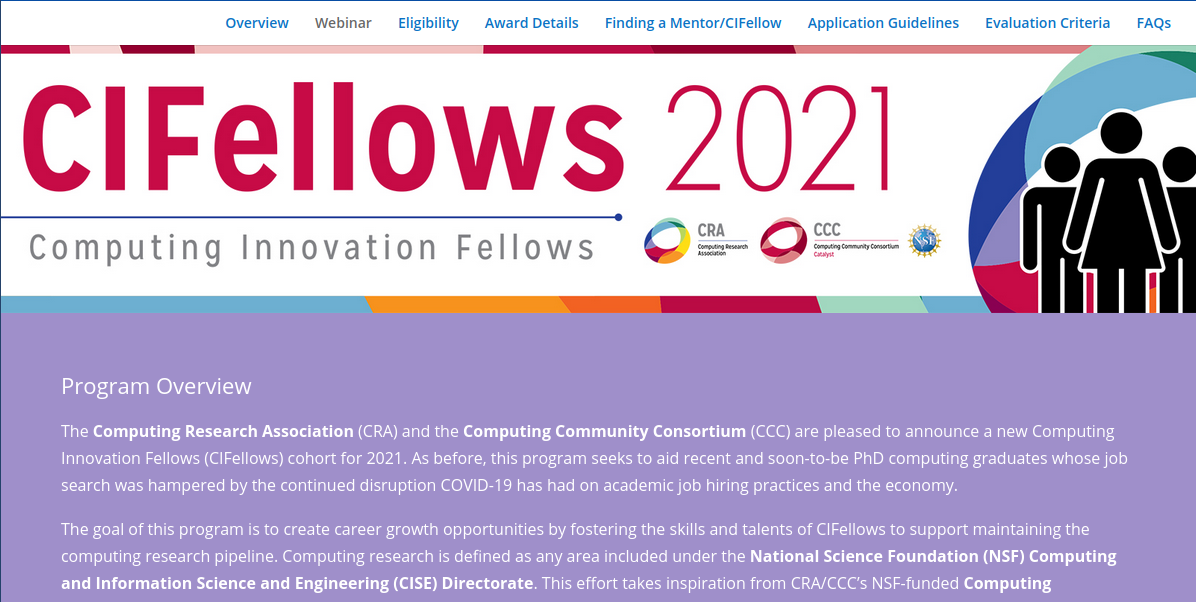 Overview Webinar Eligibility Award Details Finding a Mentor/CIFellow Application Guidelines Evaluation Criteria FAQs
CIFellows 2021
Computing Innovation Fellows
CRA
Computing Research
Association
CCC
Computing Community Consortium
Catalyst
NSF
Program Overview
The Computing Research Association (CRA) and the Computing Community Consortium (CCC) are pleased to announce a new Computing
Innovation Fellows (CIFellows) cohort for 2021. As before, this program seeks to aid recent and soon-to-be PhD computing graduates whose job
search was hampered by the continued disruption COVID-19 has had on academic job hiring practices and the economy.
The goal of this program is to create career growth opportunities by fostering the skills and talents of CIFellows to support maintaining the
computing research pipeline. Computing research is defined as any area included under the National Science Foundation (NSF) Computing
and Information Science and Engineering (CISE) Directorate. This effort takes inspiration from CRA/CCC's NSF-funded Computing